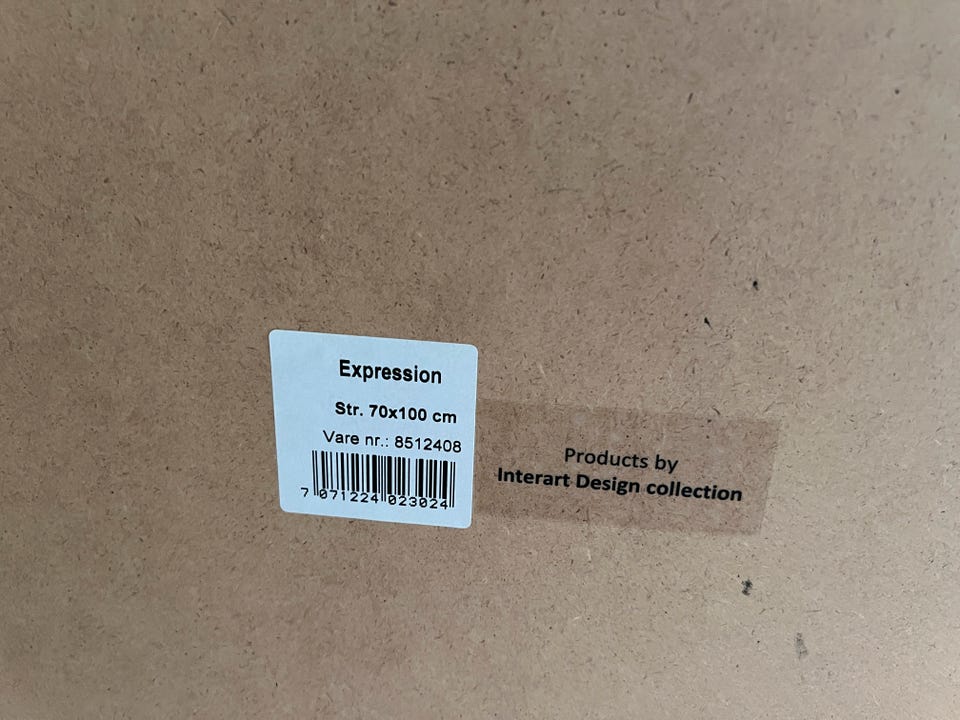 Expression
Str. 70x100 cm
Vare nr.: 8512408
7 071224 023024
Products by
Interart Design collection